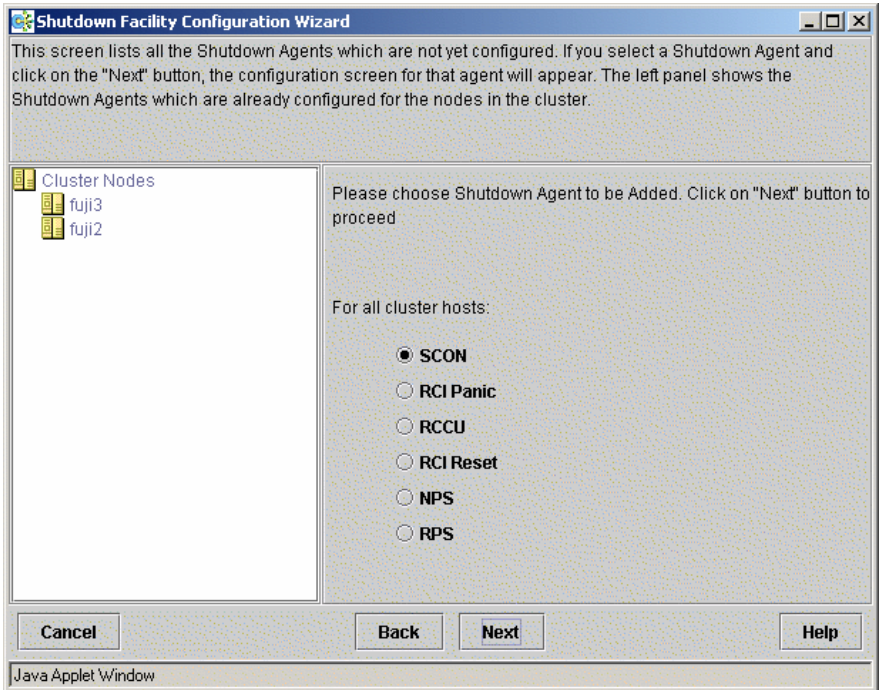 Shutdown Facility Configuration Wizard
This screen lists all the Shutdown Agents which are not yet configured. If you select a Shutdown Agent and
click on the "Next" button, the configuration screen for that agent will appear. The left panel shows the
Shutdown Agents which are already configured for the nodes in the cluster.
Cluster Nodes
fuji3
fuji2
Please choose Shutdown Agent to be Added. Click on "Next" button to
proceed
For all cluster hosts:
SCON
RCI Panic
RCCU
RCI Reset
NPS
RPS
Cancel
Back
Next
Help
Java Applet Window